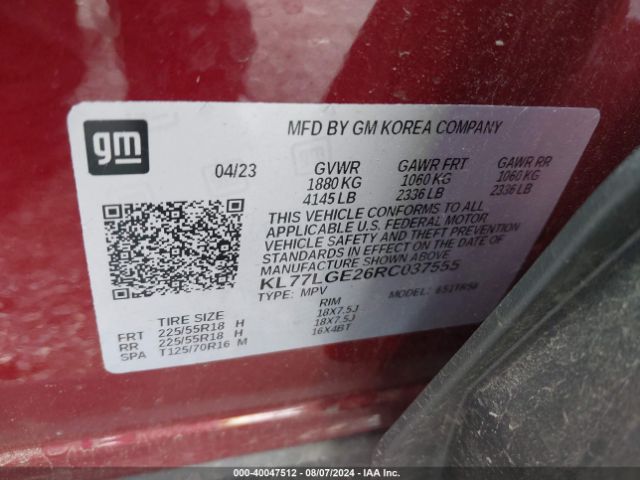 gm
MFD BY GM KOREA COMPANY
04/23 GVWR GAWR FRT GAWR RR
1880 KG 1060 KG 1060 KG
4145 LB 2336 LB 2336 LB
THIS VEHICLE CONFORMS TO ALL
APPLICABLE U.S. FEDERAL MOTOR
VEHICLE SAFETY AND THEFT PREVENTION
STANDARDS IN EFFECT ON THE DATE OF
MANUFACTURE SHOWN ABOVE.
KL77LGE26RC037555
TYPE: MPV MODEL:
TIRE SIZE RIM
FRT 225/55R18 H 18X7.5J
RR 225/55R18 H 18X7.5J
SPA T125/70R16 M 16X4BT
000-40047512 - 08/07/2024 - IAA Inc.